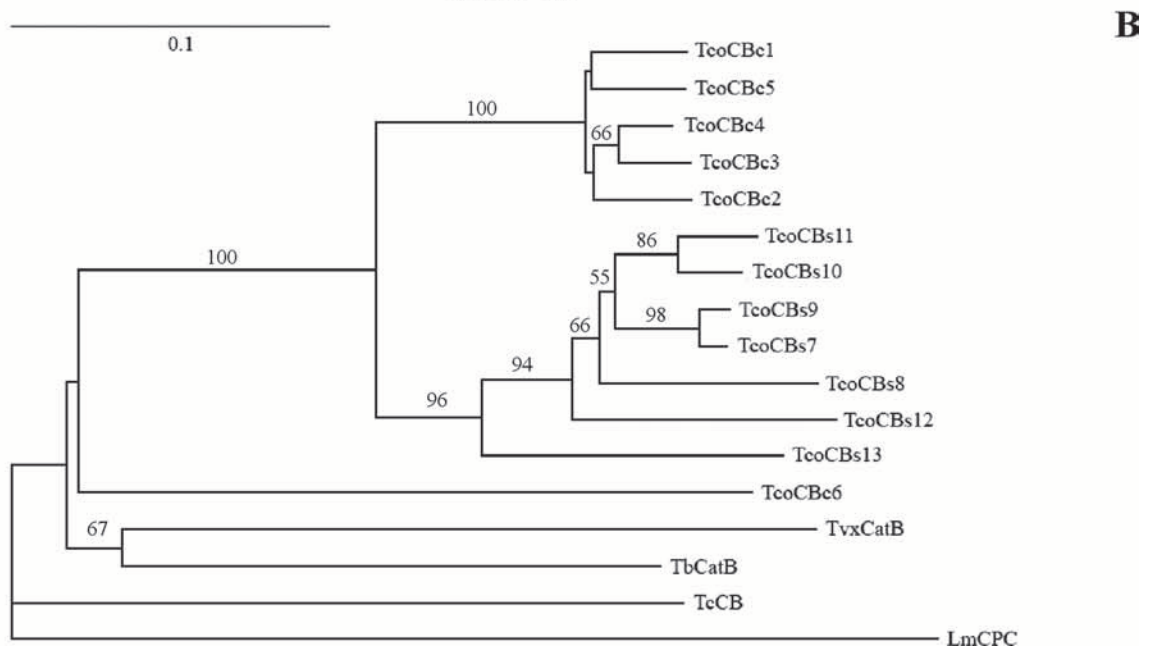 B
0.1
TcoCBc1
100
TcoCBc5
TcoCBc4
66
TcoCBc3
TcoCBc2
TcoCBs11
86
100
TcoCBs10
55
TcoCBs9
98
66
TcoCBs7
94
TcoCBs8
96
TcoCBs12
TcoCBs13
TcoCBc6
67
TvxCatB
TbCatB
TcCB
LmCPC